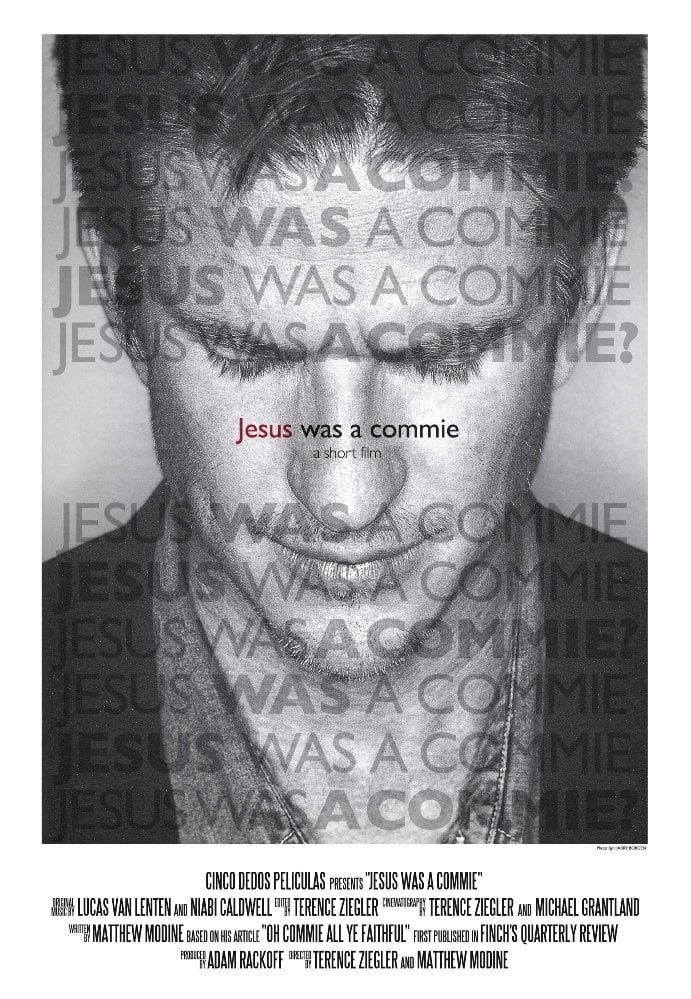 JESUS WAS A COMMIE
JESUS WAS A COMMIE
JESUS WAS A COMMIE?
JESUS WAS A COMMIE
JESUS WAS A COMMIE
JESUS WAS A COMMIE?
Jesus was a commie
a short film
JESUS WAS A COMMIE
JESUS WAS A COMMIE
JESUS WAS A COMMIE?
JESUS WAS A COMMIE
JESUS WAS A COMMIE
JESUS WAS A COMMIE?
Photo By: HARRY BORDEN
CINCO DEDOS PELICULAS PRESENTS "JESUS WAS A COMMIE"
ORIGINAL MUSIC BY LUCAS VAN LENTEN AND NIABI CALDWELL EDITED BY TERENCE ZIEGLER CINEMATOGRAPHY BY TERENCE ZIEGLER AND MICHAEL GRANTLAND
WRITTEN BY MATTHEW MODINE BASED ON HIS ARTICLE "OH COMMIE ALL YE FAITHFUL" FIRST PUBLISHED IN FINCH'S QUARTERLY REVIEW
PRODUCED BY ADAM RACKOFF DIRECTED BY TERENCE ZIEGLER AND MATTHEW MODINE